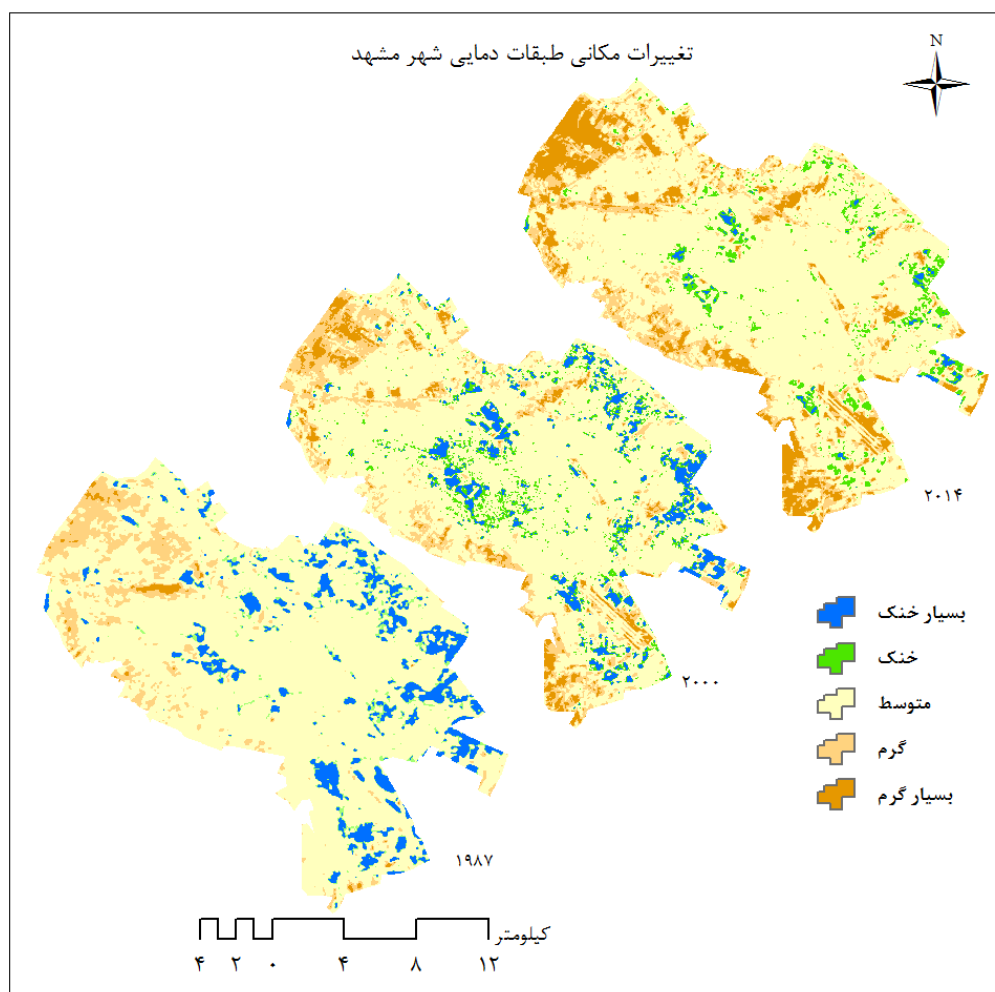 تغییرات مکانی طبقات دمایی شهر مشهد
N
۲۰۱۴
۲۰۰۰
۱۹۸۷
بسیار خنک
خنک
متوسط
گرم
بسیار گرم
کیلومتر
۴ ۲ ۰ ۴ ۸ ۱۲